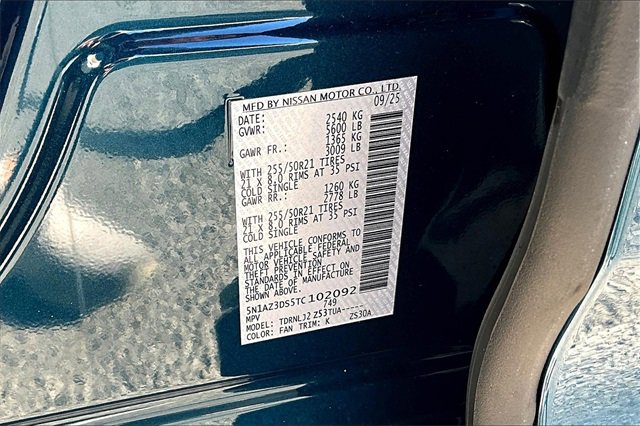 MFD BY NISSAN MOTOR CO., LTD
DATE: 09/25
GVWR: 2540 KG
5600 LB
GAWR FR.: 1365 KG
3009 LB
WITH 255/50R21 TIRES
21 X 8.0 RIMS AT 35 PSI
COLD SINGLE
GAWR RR.: 1260 KG
2778 LB
WITH 255/50R21 TIRES
21 X 8.0 RIMS AT 35 PSI
COLD SINGLE
THIS VEHICLE CONFORMS TO
ALL APPLICABLE FEDERAL
MOTOR VEHICLE SAFETY AND
THEFT PREVENTION
STANDARDS IN EFFECT ON
THE DATE OF MANUFACTURE
SHOWN ABOVE.
5N1AZ3DS5TC102092
MPV 749
MODEL: TDRNLJ2 ZS3TUA-----
COLOR: FAN TRIM: K ZS30A